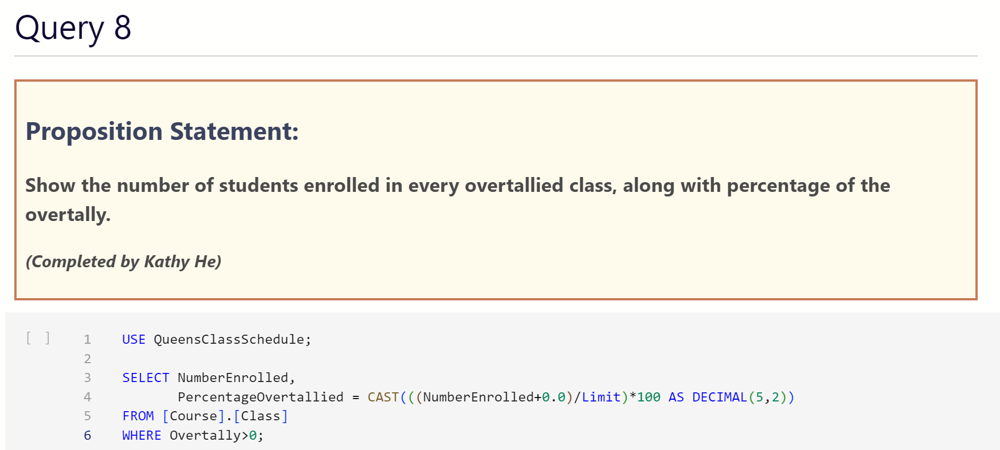 Query 8
Proposition Statement:
Show the number of students enrolled in every overtallied class, along with percentage of the
overtally.
(Completed by Kathy He)
[ ] 1 USE QueensClassSchedule;
2
3 SELECT NumberEnrolled,
4 PercentageOvertallied = CAST(((NumberEnrolled+0.0)/Limit)*100 AS DECIMAL(5,2))
5 FROM [Course].[Class]
6 WHERE Overtally>0;